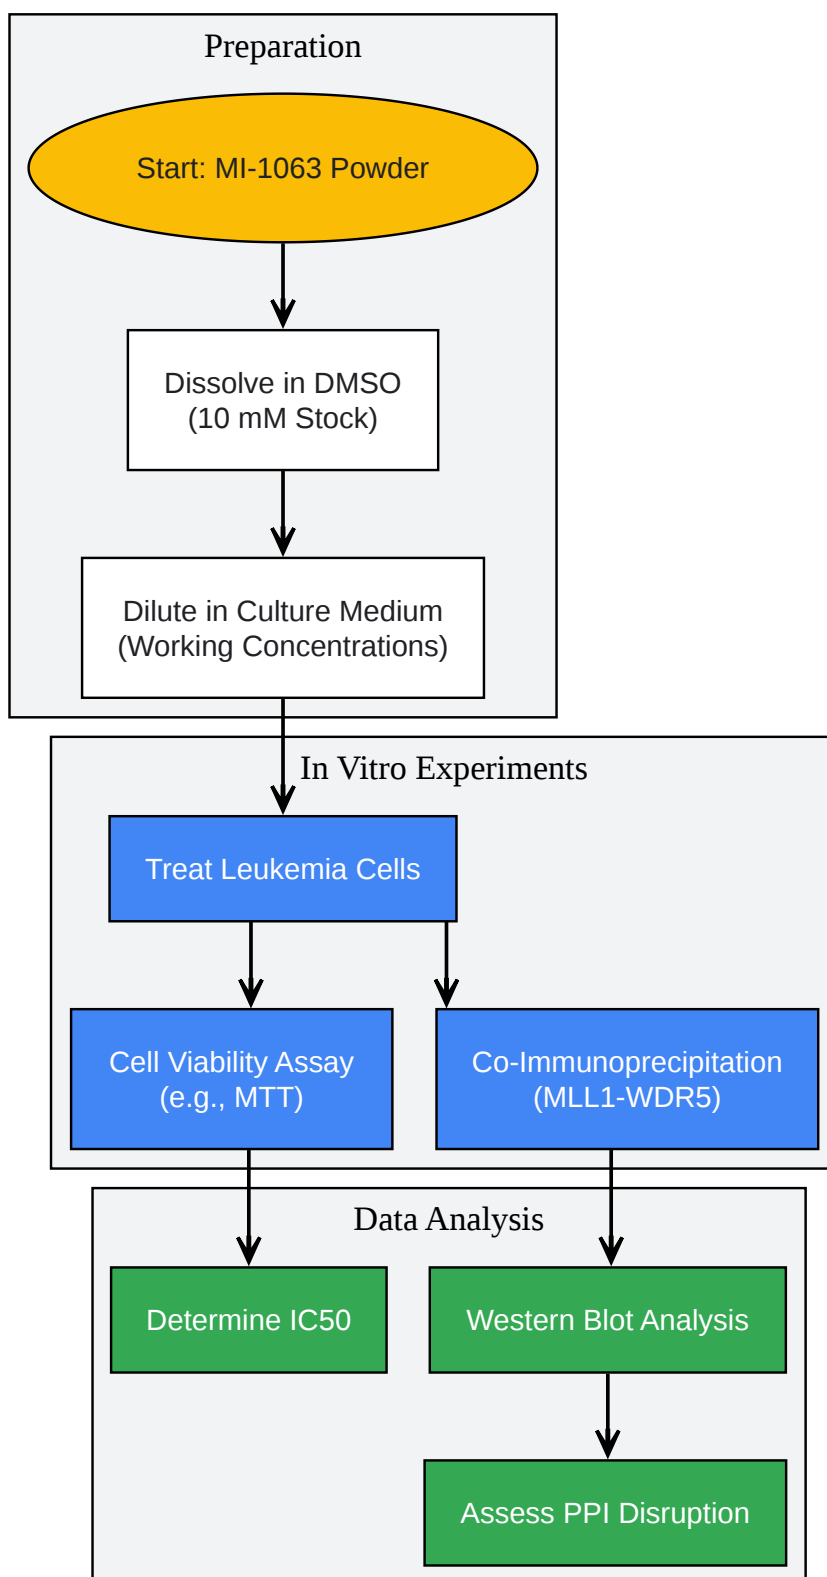 Preparation
Start: MI-1063 Powder
Dissolve in DMSO
(10 mM Stock)
Dilute in Culture Medium
(Working Concentrations)
In Vitro Experiments
Treat Leukemia Cells
Cell Viability Assay
(e.g., MTT)
Co-Immunoprecipitation
(MLL1-WDR5)
Data Analysis
Determine IC50
Western Blot Analysis
Assess PPI Disruption